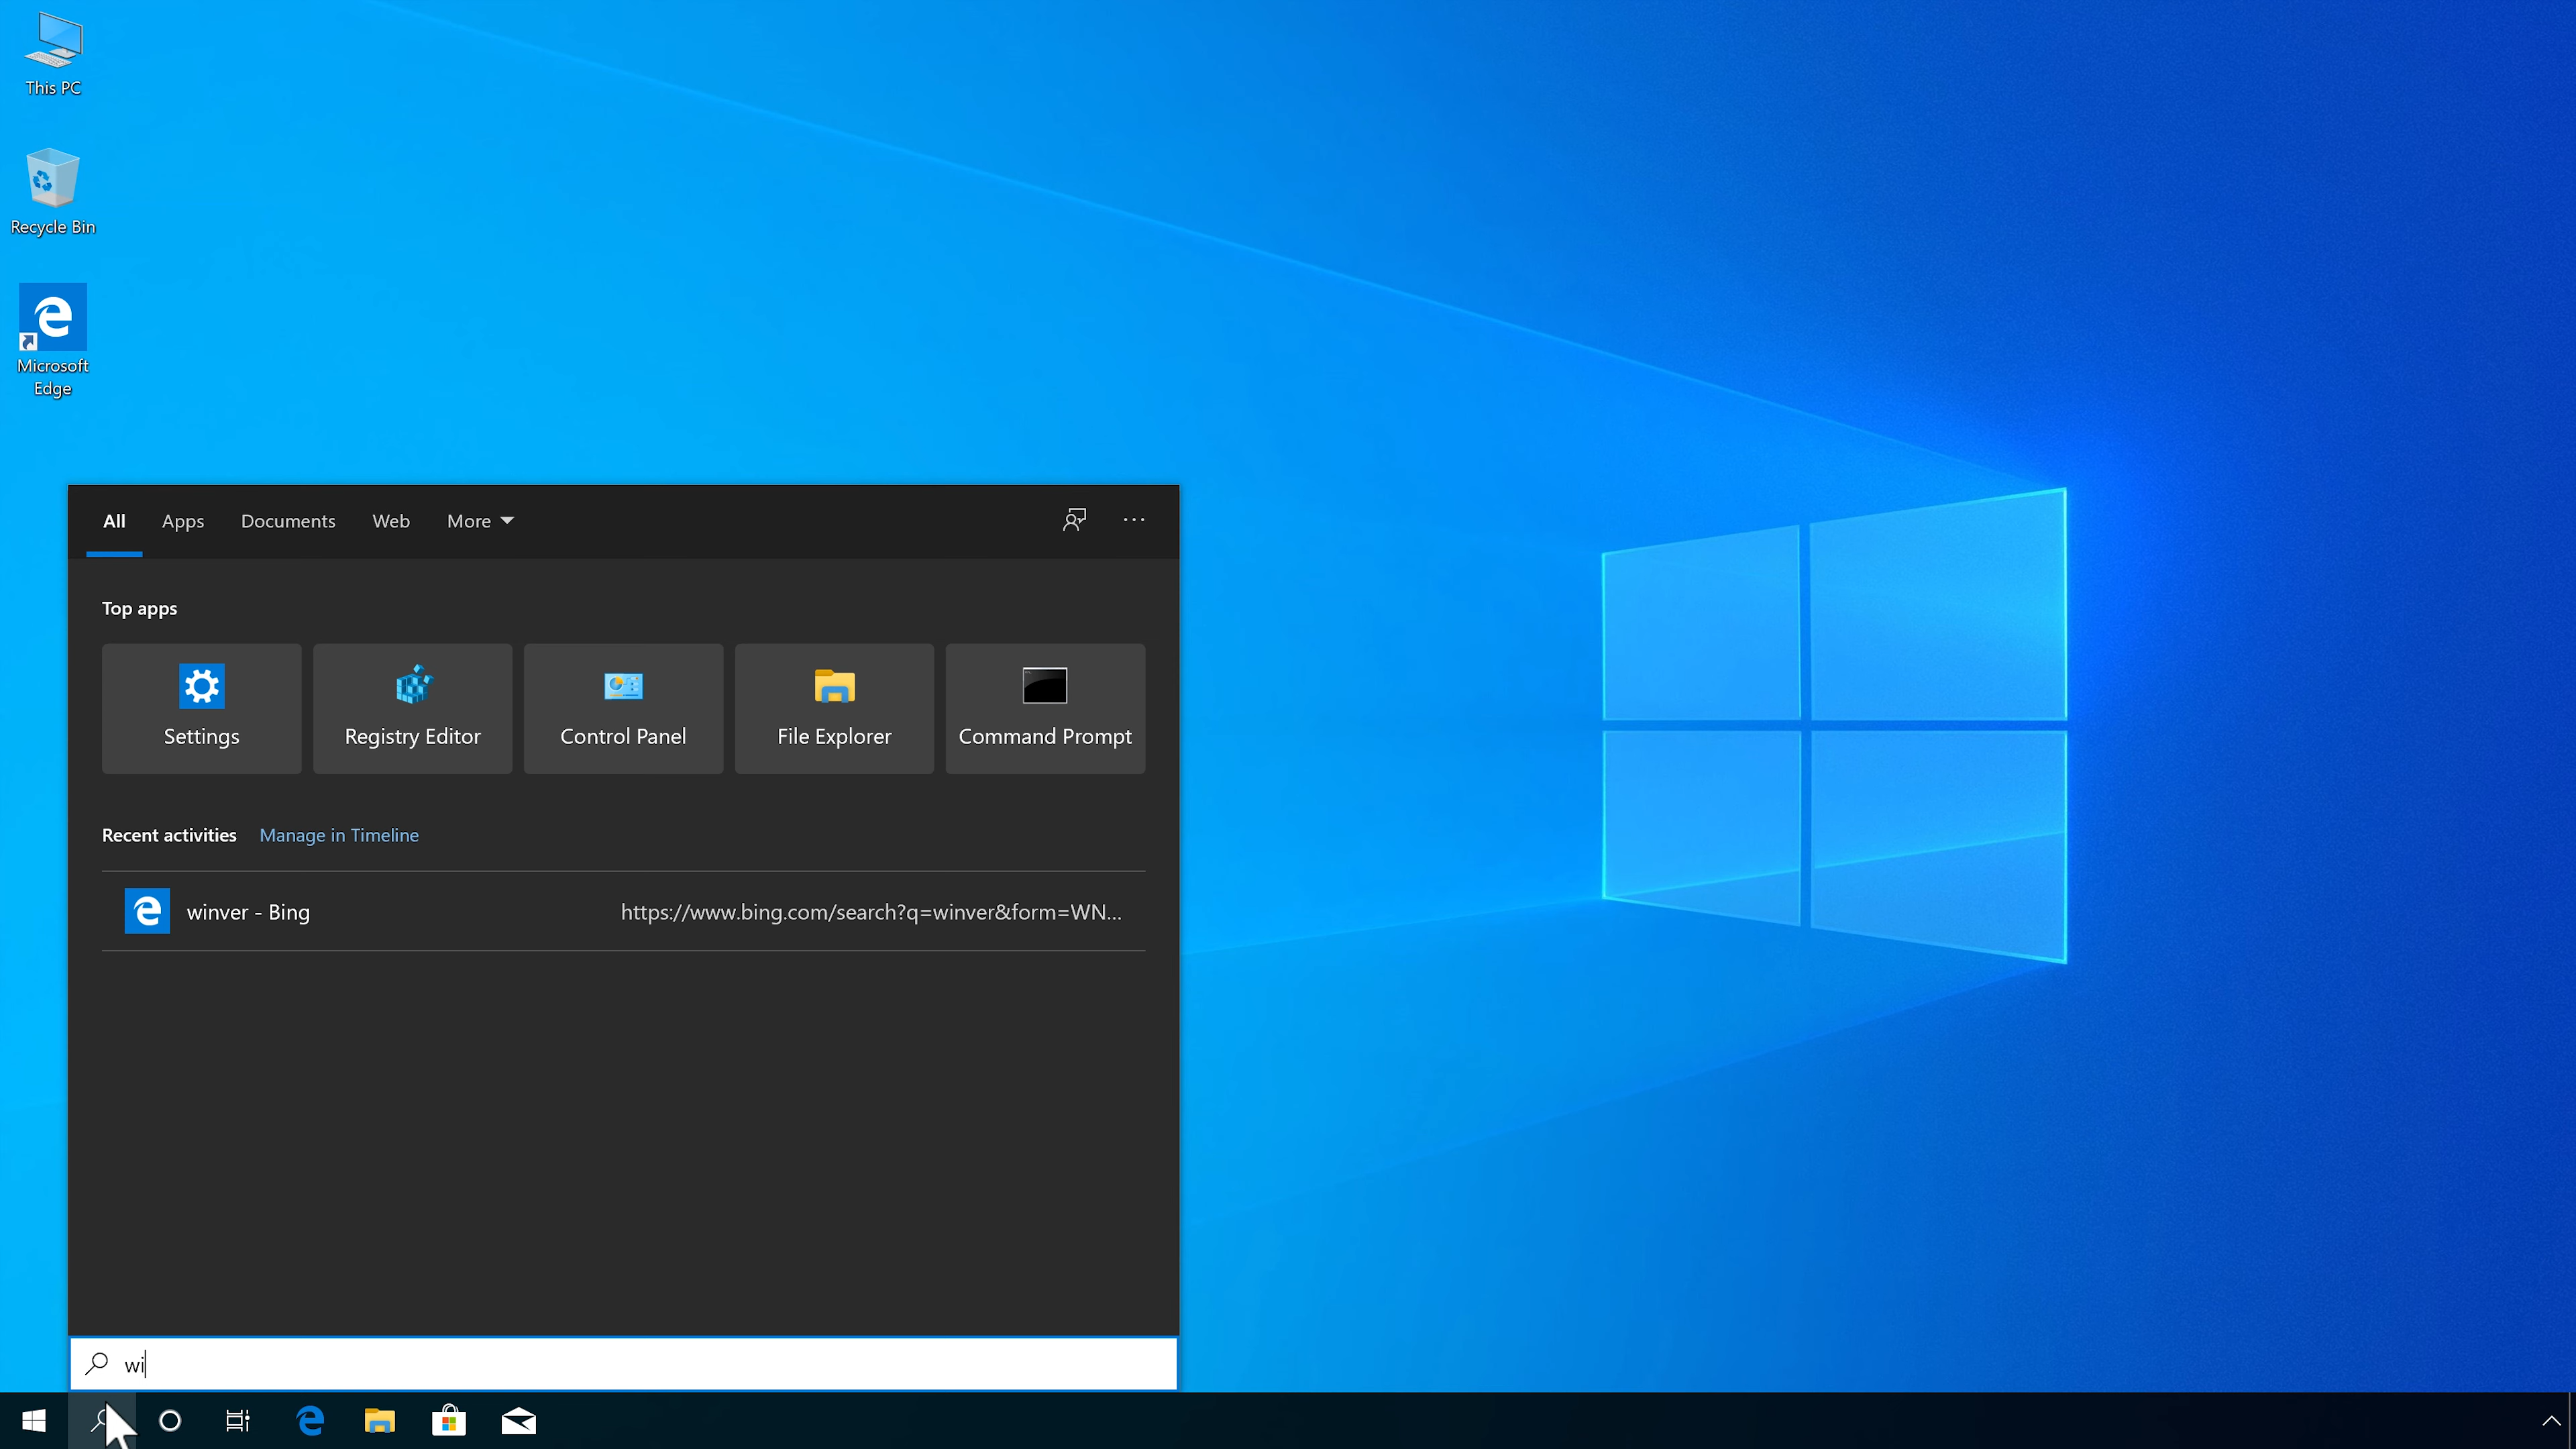 This PC
Recycle Bin
Microsoft
Edge
All Apps Documents Web More
Top apps
Settings Registry Editor Control Panel File Explorer Command Prompt
Recent activities Manage in Timeline
winver - Bing https://www.bing.com/search?q=winver&form=WN...
wi